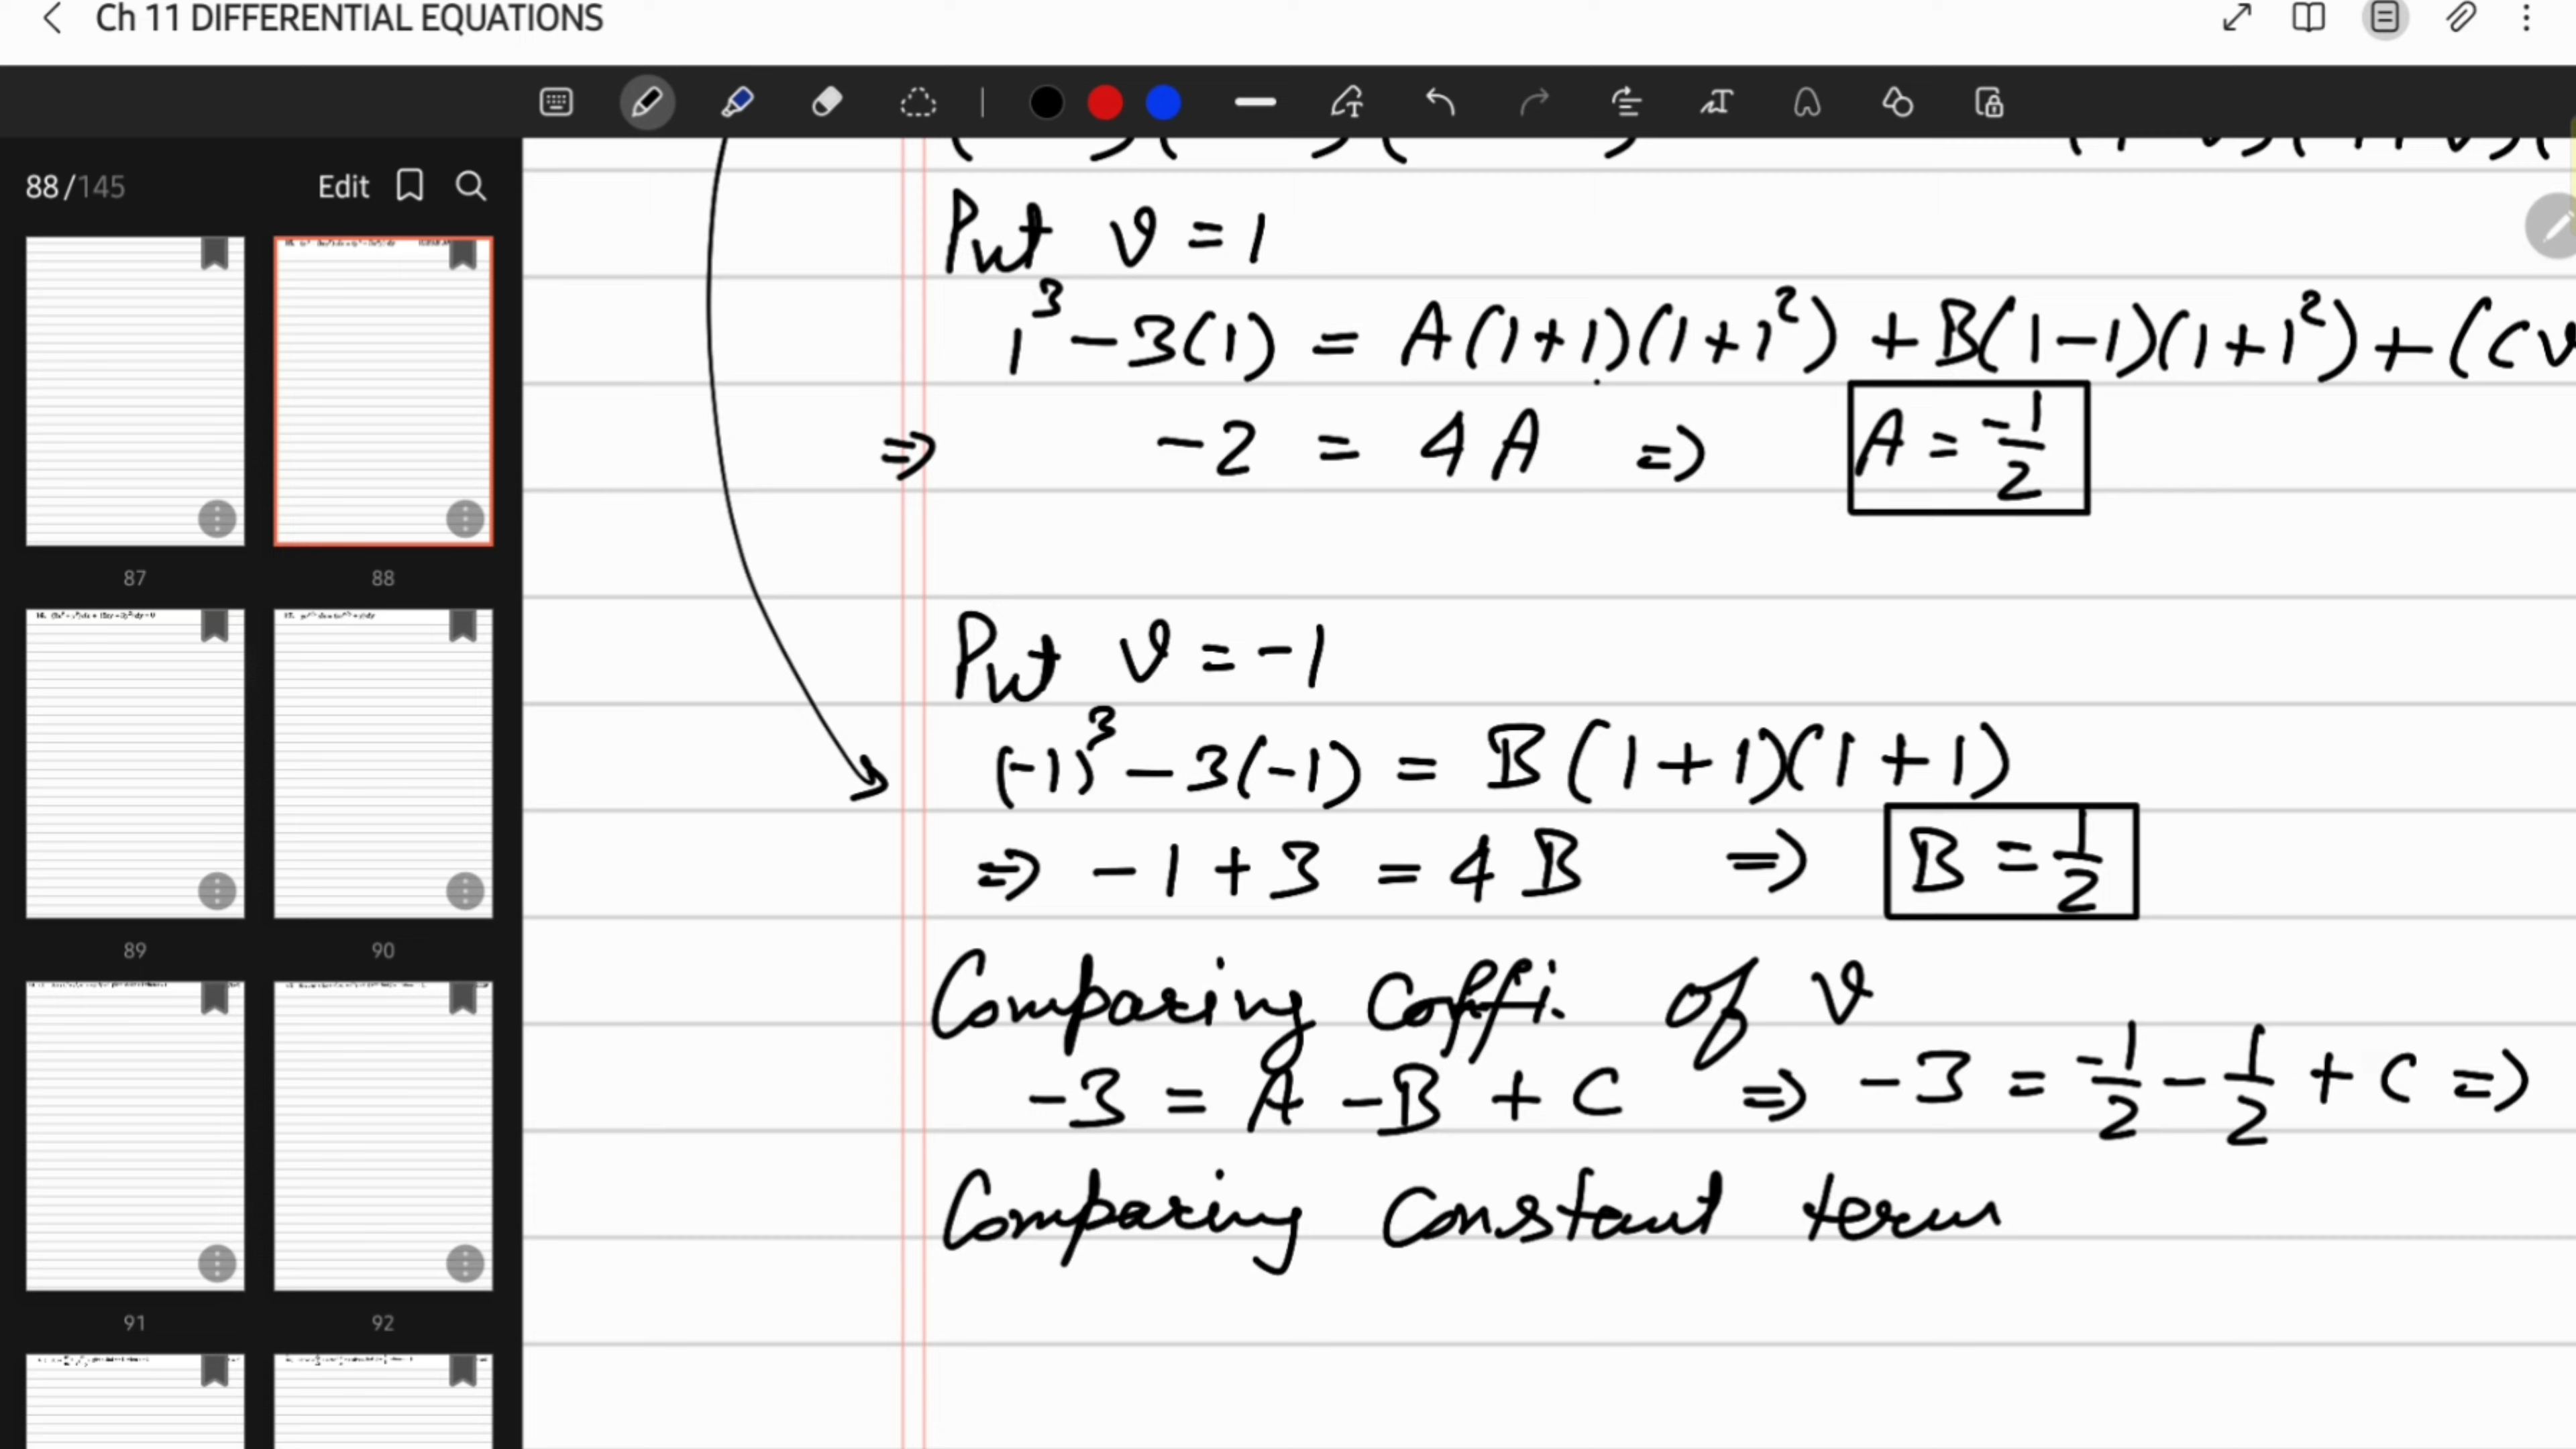 Ch 11 DIFFERENTIAL EQUATIONS
88/145
Edit
87
88
89
90
91
92
Put v = 1
1³ - 3(1) = A(1+1)(1+1²) + B(1-1)(1+1²) + (Cv
⇒ -2 = 4A ⇒ A = -1/2
Put v = -1
(-1)³ - 3(-1) = B(1+1)(1+1)
⇒ -1+3 = 4B ⇒ B = 1/2
Comparing Coffi. of v
-3 = A - B + C ⇒ -3 = -1/2 - 1/2 + C ⇒
Comparing Constant term